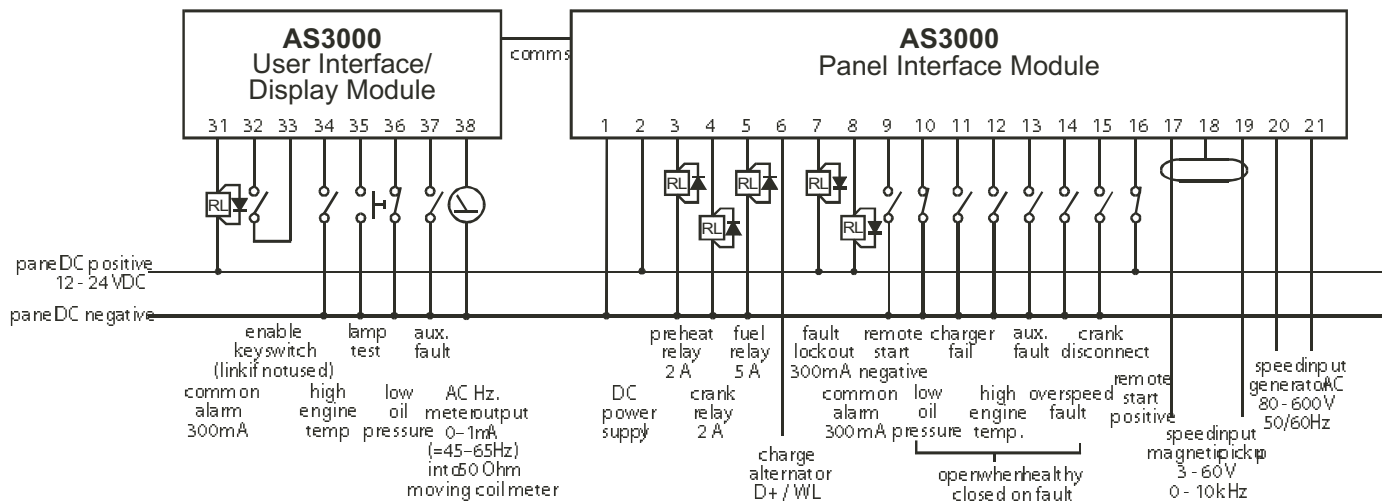 AS3000
User Interface/
Display Module
comms
AS3000
Panel Interface Module
31 32 33 34 35 36 37 38
1 2 3 4 5 6 7 8 9 10 11 12 13 14 15 16 17 18 19 20 21
RL
RL
RL
RL
RL
RL
panel DC positive
12 - 24 VDC
panel DC negative
common
alarm
300mA
enable
keyswitch
(link if not used)
high
engine
temp
lamp
test
low
oil
pressure
aux.
fault
AC Hz.
meter output
0–1mA
(=45–65Hz)
into 50 Ohm
moving coil meter
DC
power
supply
preheat
relay
2 A
crank
relay
2 A
fuel
relay
5 A
charge
alternator
D+ / WL
fault
lockout
300mA
common
alarm
300mA
remote
start
negative
low
oil
pressure
charger
fail
high
engine
temp.
aux.
fault
overspeed
fault
open when healthy
closed on fault
crank
disconnect
remote
start
positive
speed input
magnetic pickup
3 - 60 V
0 - 10kHz
speed input
generator AC
80 - 600 V
50/60Hz